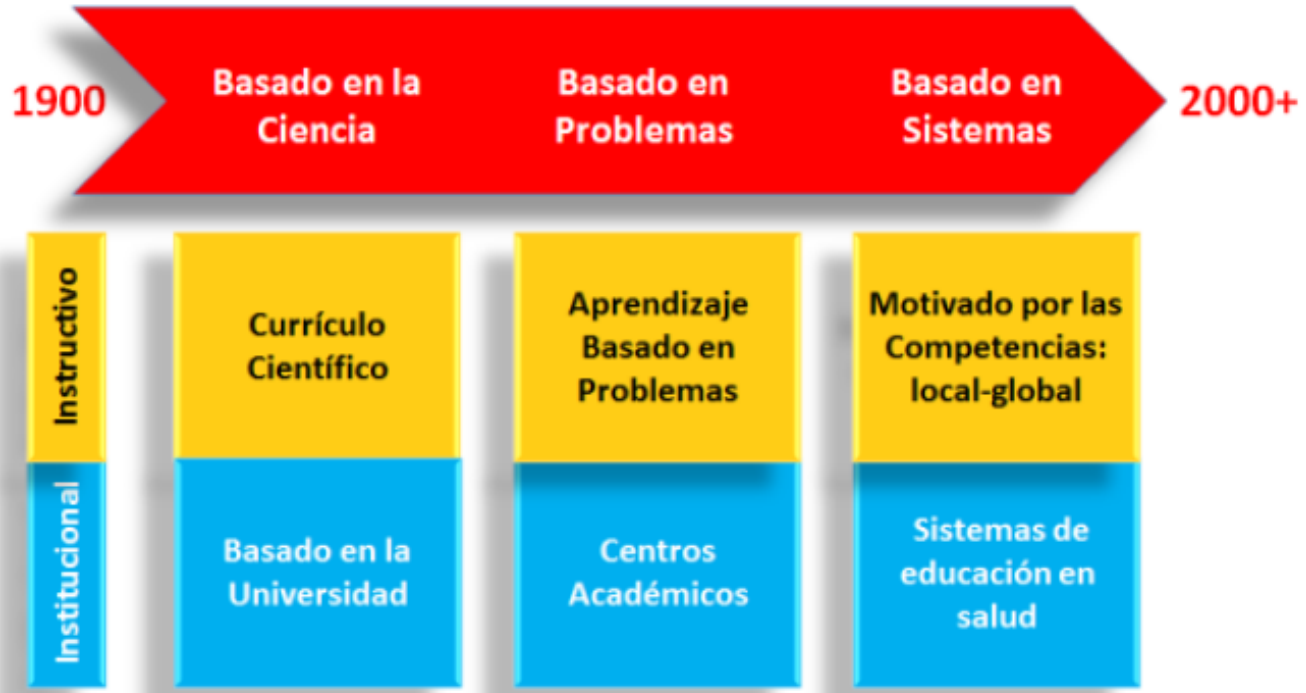 1900
Basado en la
Ciencia
Basado en
Problemas
Basado en
Sistemas
2000+
Instructivo
Currículo
Científico
Aprendizaje
Basado en
Problemas
Motivado por las
Competencias:
local-global
Institucional
Basado en la
Universidad
Centros
Académicos
Sistemas de
educación en
salud